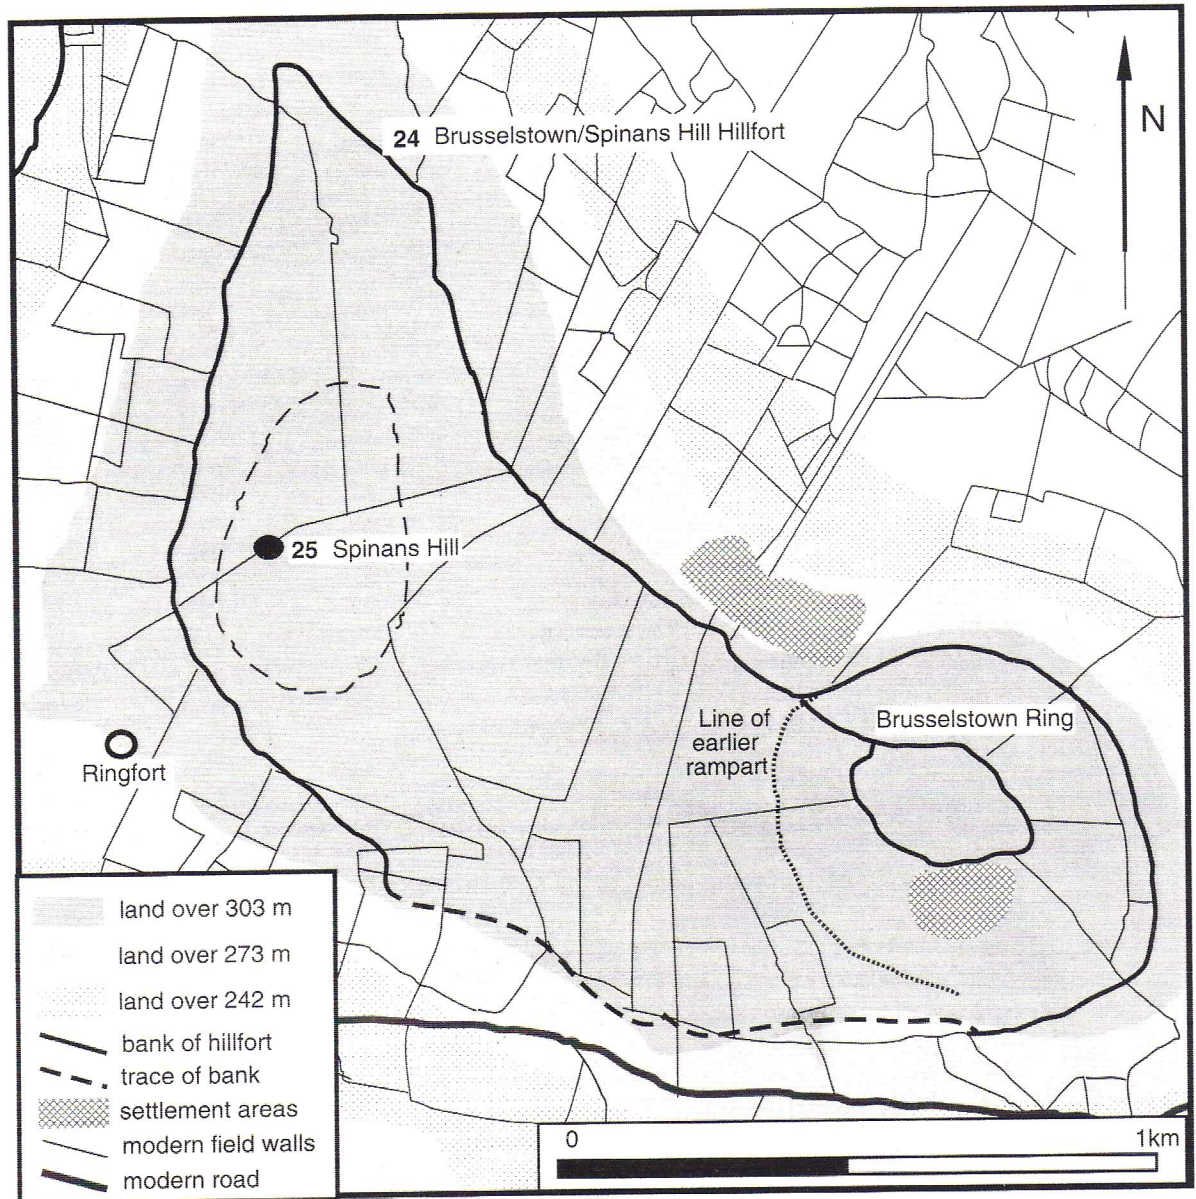 24 Brusselstown/Spinans Hill Hillfort
N
25 Spinans Hill
Line of
earlier
rampart
Brusselstown Ring
Ringfort
land over 303 m
land over 273 m
land over 242 m
bank of hillfort
trace of bank
settlement areas
modern field walls
modern road
0 1km